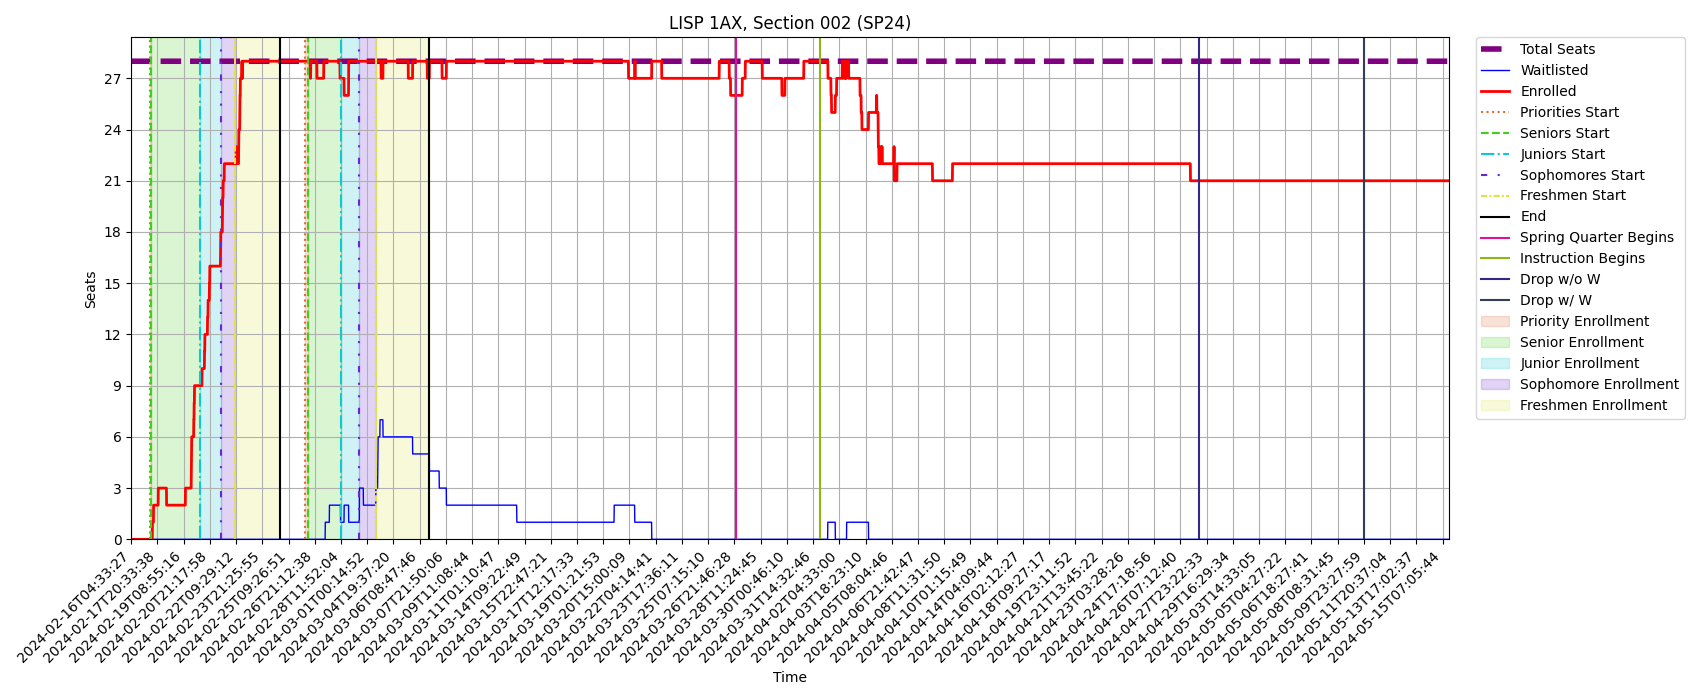 LISP 1AX, Section 002 (SP24)
Seats
27
24
21
18
15
12
9
6
3
0
2024-02-16T04:33:27
2024-02-17T20:33:38
2024-02-19T08:55:16
2024-02-20T21:17:58
2024-02-22T09:29:12
2024-02-23T21:25:55
2024-02-25T09:26:51
2024-02-26T21:12:38
2024-02-28T11:52:04
2024-03-01T00:14:52
2024-03-04T19:37:20
2024-03-06T08:47:46
2024-03-07T21:50:06
2024-03-09T11:08:44
2024-03-11T01:10:47
2024-03-14T09:22:49
2024-03-15T22:47:21
2024-03-17T12:17:33
2024-03-19T01:21:53
2024-03-20T15:00:09
2024-03-22T04:14:41
2024-03-23T17:36:11
2024-03-25T07:15:10
2024-03-26T21:46:28
2024-03-28T11:24:45
2024-03-30T00:46:10
2024-03-31T14:32:46
2024-04-02T04:33:00
2024-04-03T18:23:10
2024-04-05T08:04:46
2024-04-06T21:42:47
2024-04-08T11:31:50
2024-04-10T01:15:49
2024-04-14T04:09:44
2024-04-16T02:12:27
2024-04-18T09:27:17
2024-04-19T23:11:52
2024-04-21T13:45:22
2024-04-23T03:28:26
2024-04-24T17:18:56
2024-04-26T07:12:40
2024-04-27T23:22:33
2024-04-29T16:29:34
2024-05-03T14:33:05
2024-05-05T04:27:22
2024-05-06T18:27:41
2024-05-08T08:31:45
2024-05-09T23:27:59
2024-05-11T20:37:04
2024-05-13T17:02:37
2024-05-15T07:05:44
Time
Total Seats
Waitlisted
Enrolled
Priorities Start
Seniors Start
Juniors Start
Sophomores Start
Freshmen Start
End
Spring Quarter Begins
Instruction Begins
Drop w/o W
Drop w/ W
Priority Enrollment
Senior Enrollment
Junior Enrollment
Sophomore Enrollment
Freshmen Enrollment